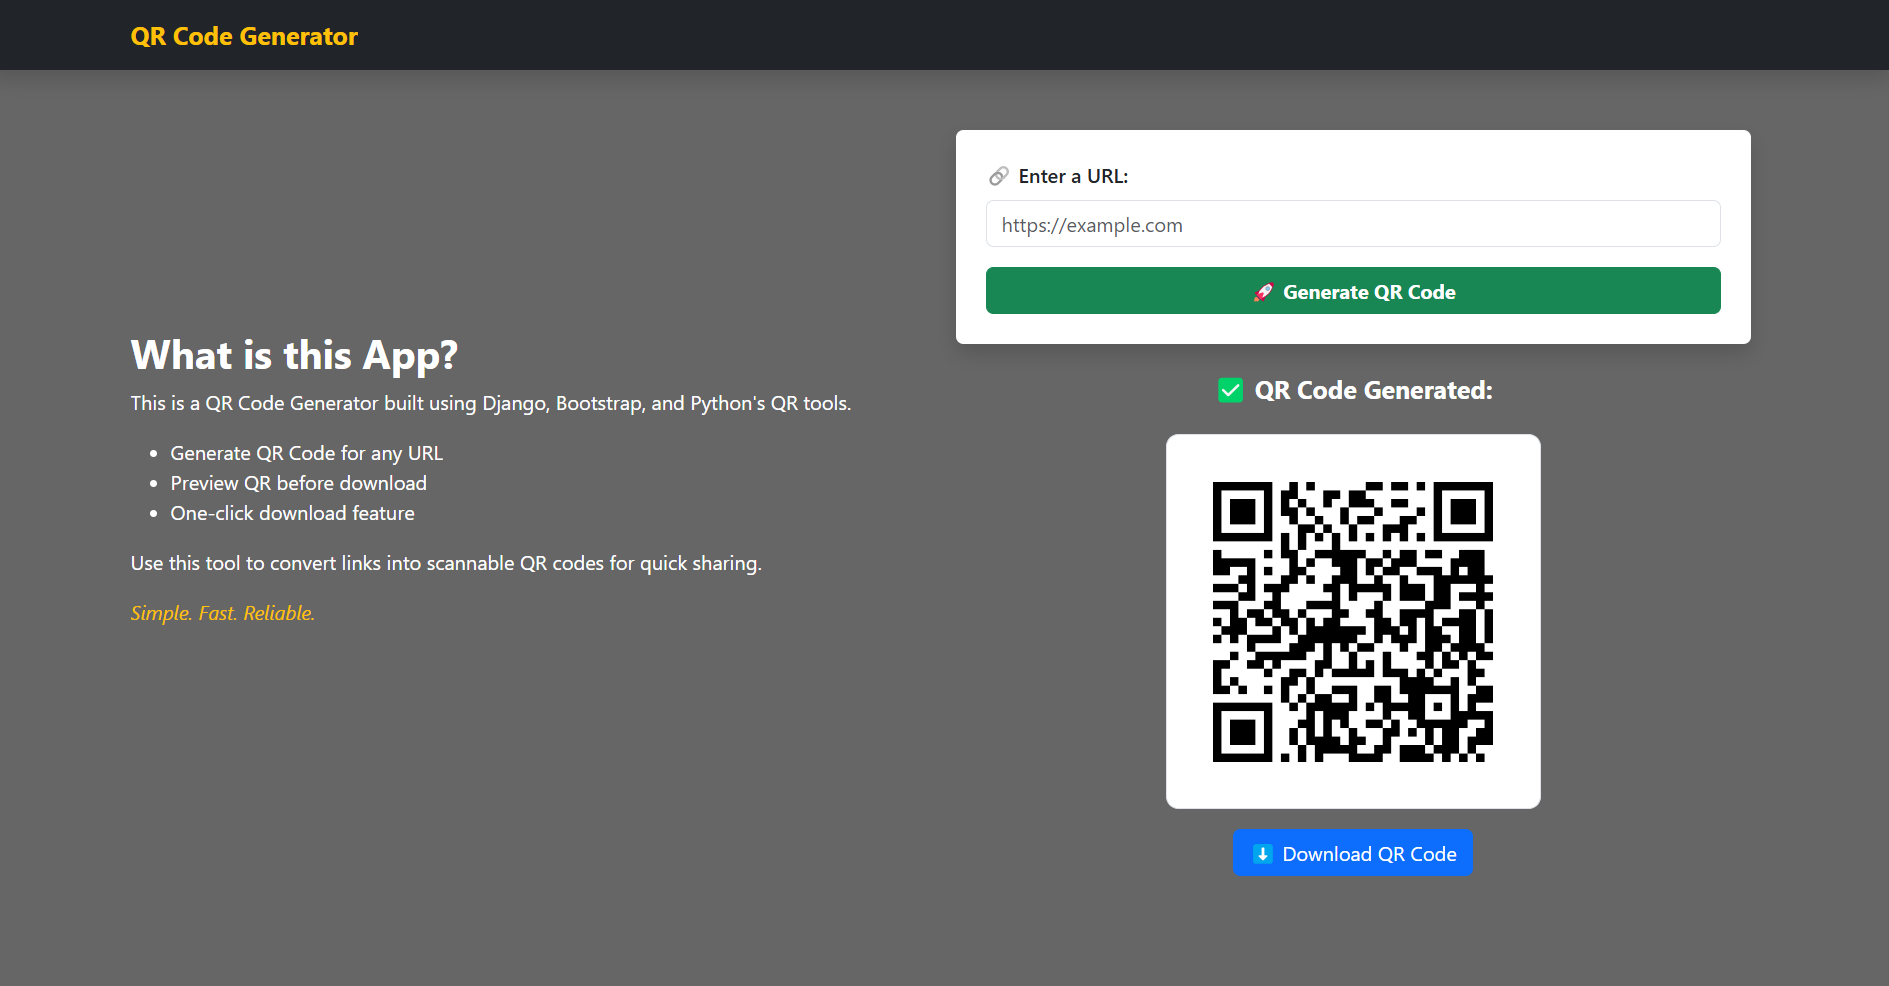 QR Code Generator
What is this App?
This is a QR Code Generator built using Django, Bootstrap, and Python's QR tools.
Generate QR Code for any URL
Preview QR before download
One-click download feature
Use this tool to convert links into scannable QR codes for quick sharing.
Simple. Fast. Reliable.
Enter a URL:
https://example.com
Generate QR Code
QR Code Generated:
Download QR Code